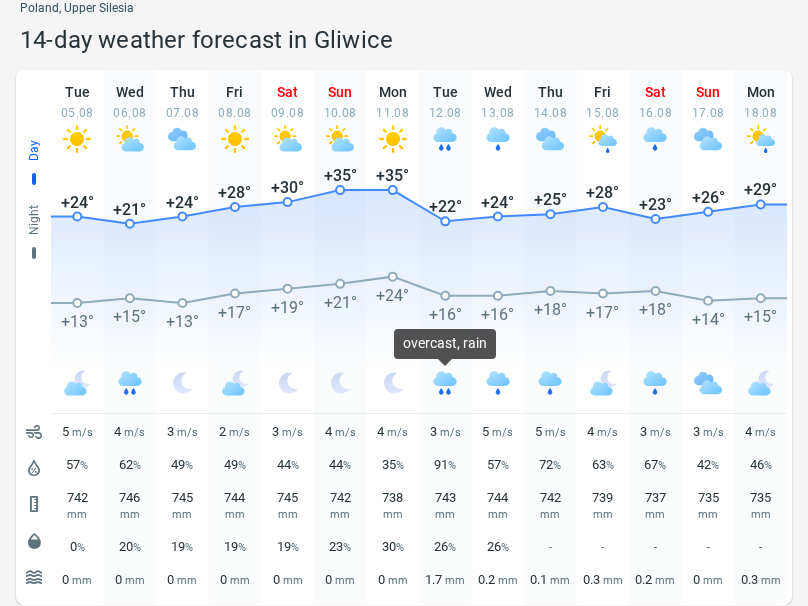 Poland, Upper Silesia
14-day weather forecast in Gliwice
Tue Wed Thu Fri Sat Sun Mon Tue Wed Thu Fri Sat Sun Mon
05.08 06.08 07.08 08.08 09.08 10.08 11.08 12.08 13.08 14.08 15.08 16.08 17.08 18.08
Day
+24° +21° +24° +28° +30° +35° +35° +22° +24° +25° +28° +23° +26° +29°
Night
+13° +15° +13° +17° +19° +21° +24° +16° +16° +18° +17° +18° +14° +15°
overcast, rain
5 m/s 4 m/s 3 m/s 2 m/s 3 m/s 4 m/s 4 m/s 3 m/s 5 m/s 5 m/s 4 m/s 3 m/s 3 m/s 4 m/s
57% 62% 49% 49% 44% 44% 35% 91% 57% 72% 63% 67% 42% 46%
742 746 745 744 745 742 738 743 744 742 739 737 735 735
mm mm mm mm mm mm mm mm mm mm mm mm mm mm
0% 20% 19% 19% 19% 23% 30% 26% 26% - - - - -
0 mm 0 mm 0 mm 0 mm 0 mm 0 mm 0 mm 1.7 mm 0.2 mm 0.1 mm 0.3 mm 0.2 mm 0 mm 0.3 mm